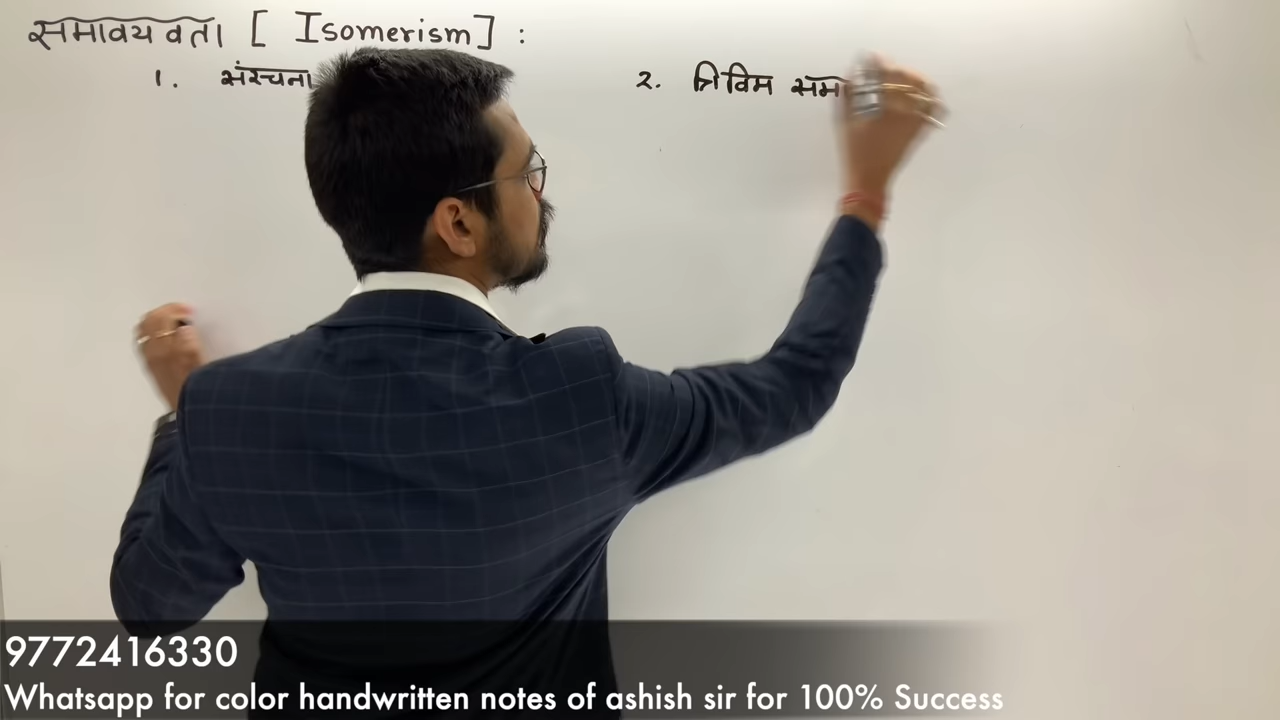 समावयवता [ Isomerism ] :
1. संरचना
2. त्रिविम सम
9772416330
Whatsapp for color handwritten notes of ashish sir for 100% Success